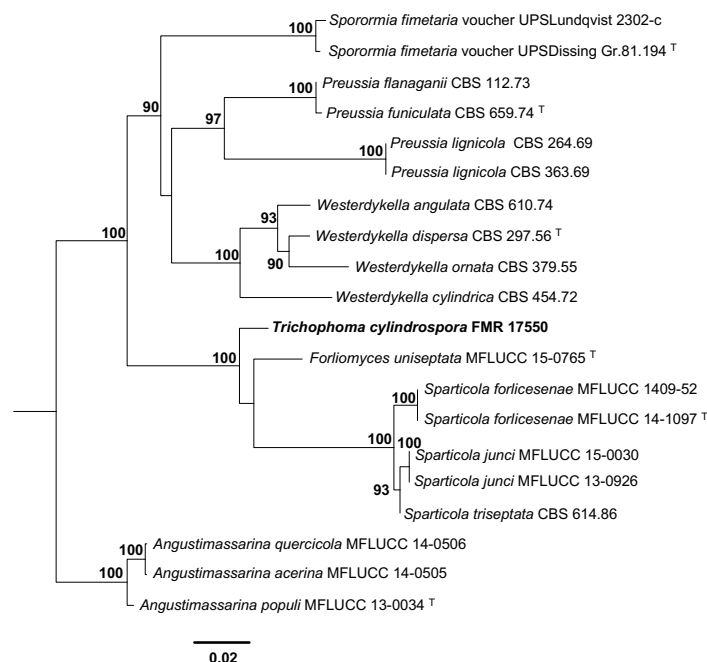 100
Sporormia fimetaria voucher UPSLundqvist 2302-c
Sporormia fimetaria voucher UPSDissing Gr.81.194 T
90
100
Preussia flanaganii CBS 112.73
97
Preussia funiculata CBS 659.74 T
100
Preussia lignicola CBS 264.69
Preussia lignicola CBS 363.69
100
93
Westerdykella angulata CBS 610.74
Westerdykella dispersa CBS 297.56 T
100
90
Westerdykella ornata CBS 379.55
Westerdykella cylindrica CBS 454.72
Trichophoma cylindrospora FMR 17550
100
Forliomyces uniseptata MFLUCC 15-0765 T
100
Sparticola forlicesenae MFLUCC 1409-52
Sparticola forlicesenae MFLUCC 14-1097 T
100
100
Sparticola junci MFLUCC 15-0030
Sparticola junci MFLUCC 13-0926
93
Sparticola triseptata CBS 614.86
100
Angustimassarina quercicola MFLUCC 14-0506
100
Angustimassarina acerina MFLUCC 14-0505
Angustimassarina populi MFLUCC 13-0034 T
0.02